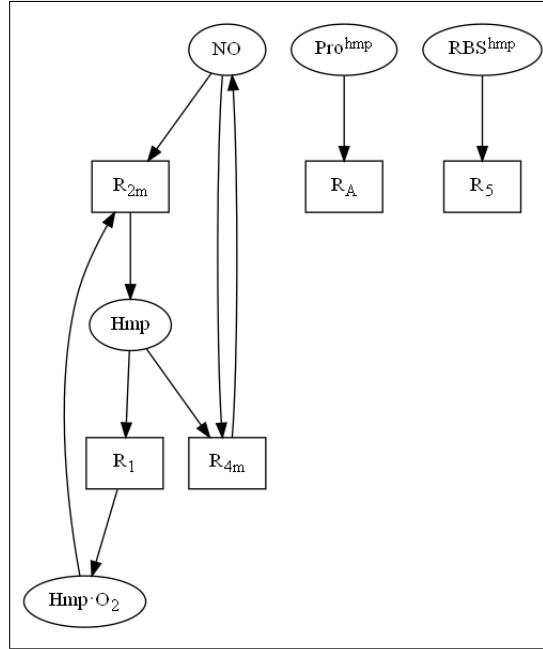 NO Pro^hmp RBS^hmp
R_2m R_A R_5
Hmp
R_1 R_4m
Hmp·O_2